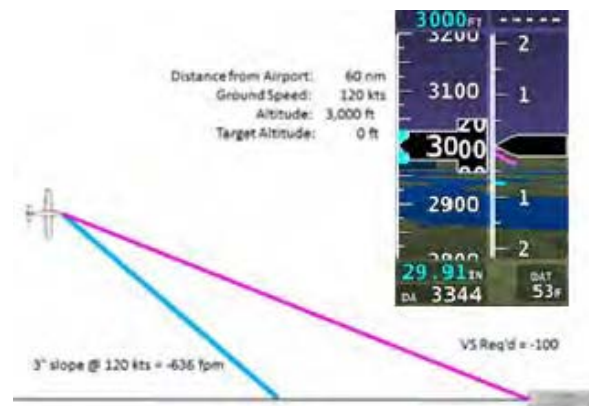 3000FT -----
3200
2
Distance from Airport: 60 nm
Ground Speed: 120 kts
3100
1
Altitude: 3,000 ft
Target Altitude: 0 ft
20
3000
2900
1
2
29.91IN
DAT
DA 3344
53F
VS Req'd = -100
3° slope @ 120 kts = -636 fpm